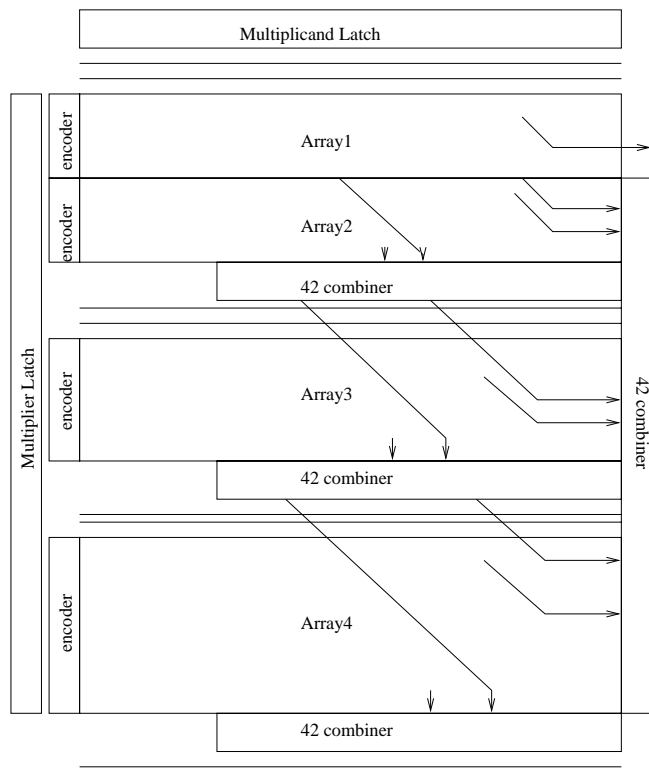 Multiplicand Latch
encoder
Array1
encoder
Array2
42 combiner
Multiplier Latch
encoder
Array3
42 combiner
42 combiner
encoder
Array4
42 combiner